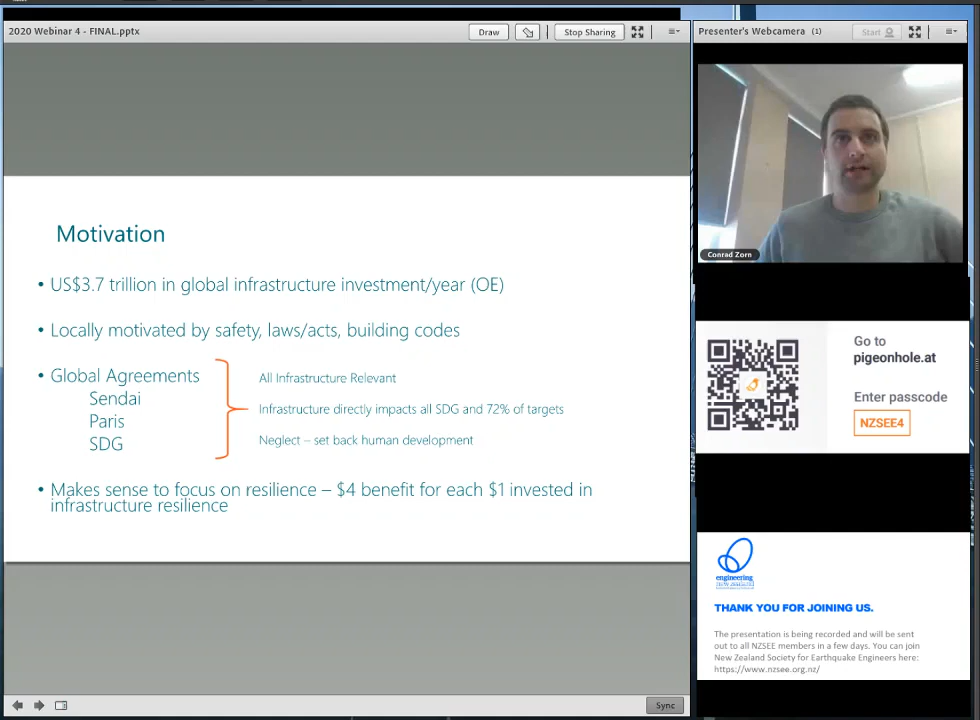 2020 Webinar 4 - FINAL.pptx
Draw
Stop Sharing
Presenter's Webcamera (1)
Start
Motivation
• US$3.7 trillion in global infrastructure investment/year (OE)
• Locally motivated by safety, laws/acts, building codes
• Global Agreements
Sendai
Paris
SDG
All Infrastructure Relevant
Infrastructure directly impacts all SDG and 72% of targets
Neglect – set back human development
• Makes sense to focus on resilience – $4 benefit for each $1 invested in
infrastructure resilience
Sync
Conrad Zorn
Go to
pigeonhole.at
Enter passcode
NZSEE4
engineering
THANK YOU FOR JOINING US.
The presentation is being recorded and will be sent
out to all NZSEE members in a few days. You can join
New Zealand Society for Earthquake Engineers here:
https://www.nzsee.org.nz/